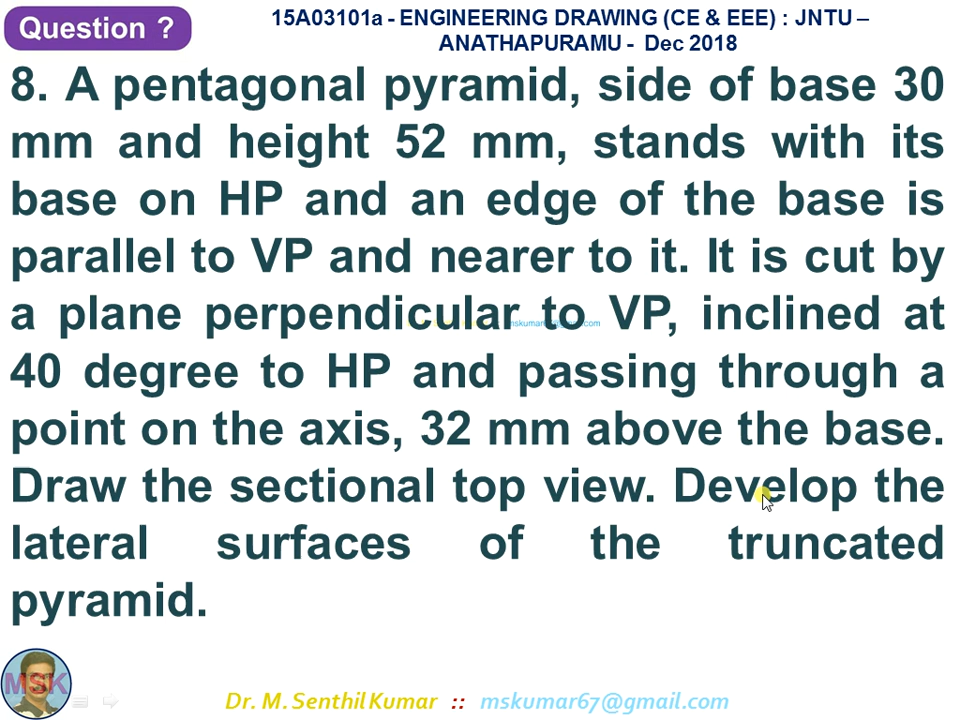 Question ?
15A03101a - ENGINEERING DRAWING (CE & EEE) : JNTU –
ANATHAPURAMU - Dec 2018
8. A pentagonal pyramid, side of base 30
mm and height 52 mm, stands with its
base on HP and an edge of the base is
parallel to VP and nearer to it. It is cut by
a plane perpendicular to VP, inclined at
40 degree to HP and passing through a
point on the axis, 32 mm above the base.
Draw the sectional top view. Develop the
lateral surfaces of the truncated
pyramid.
MSK
Dr. M. Senthil Kumar :: mskumar67@gmail.com